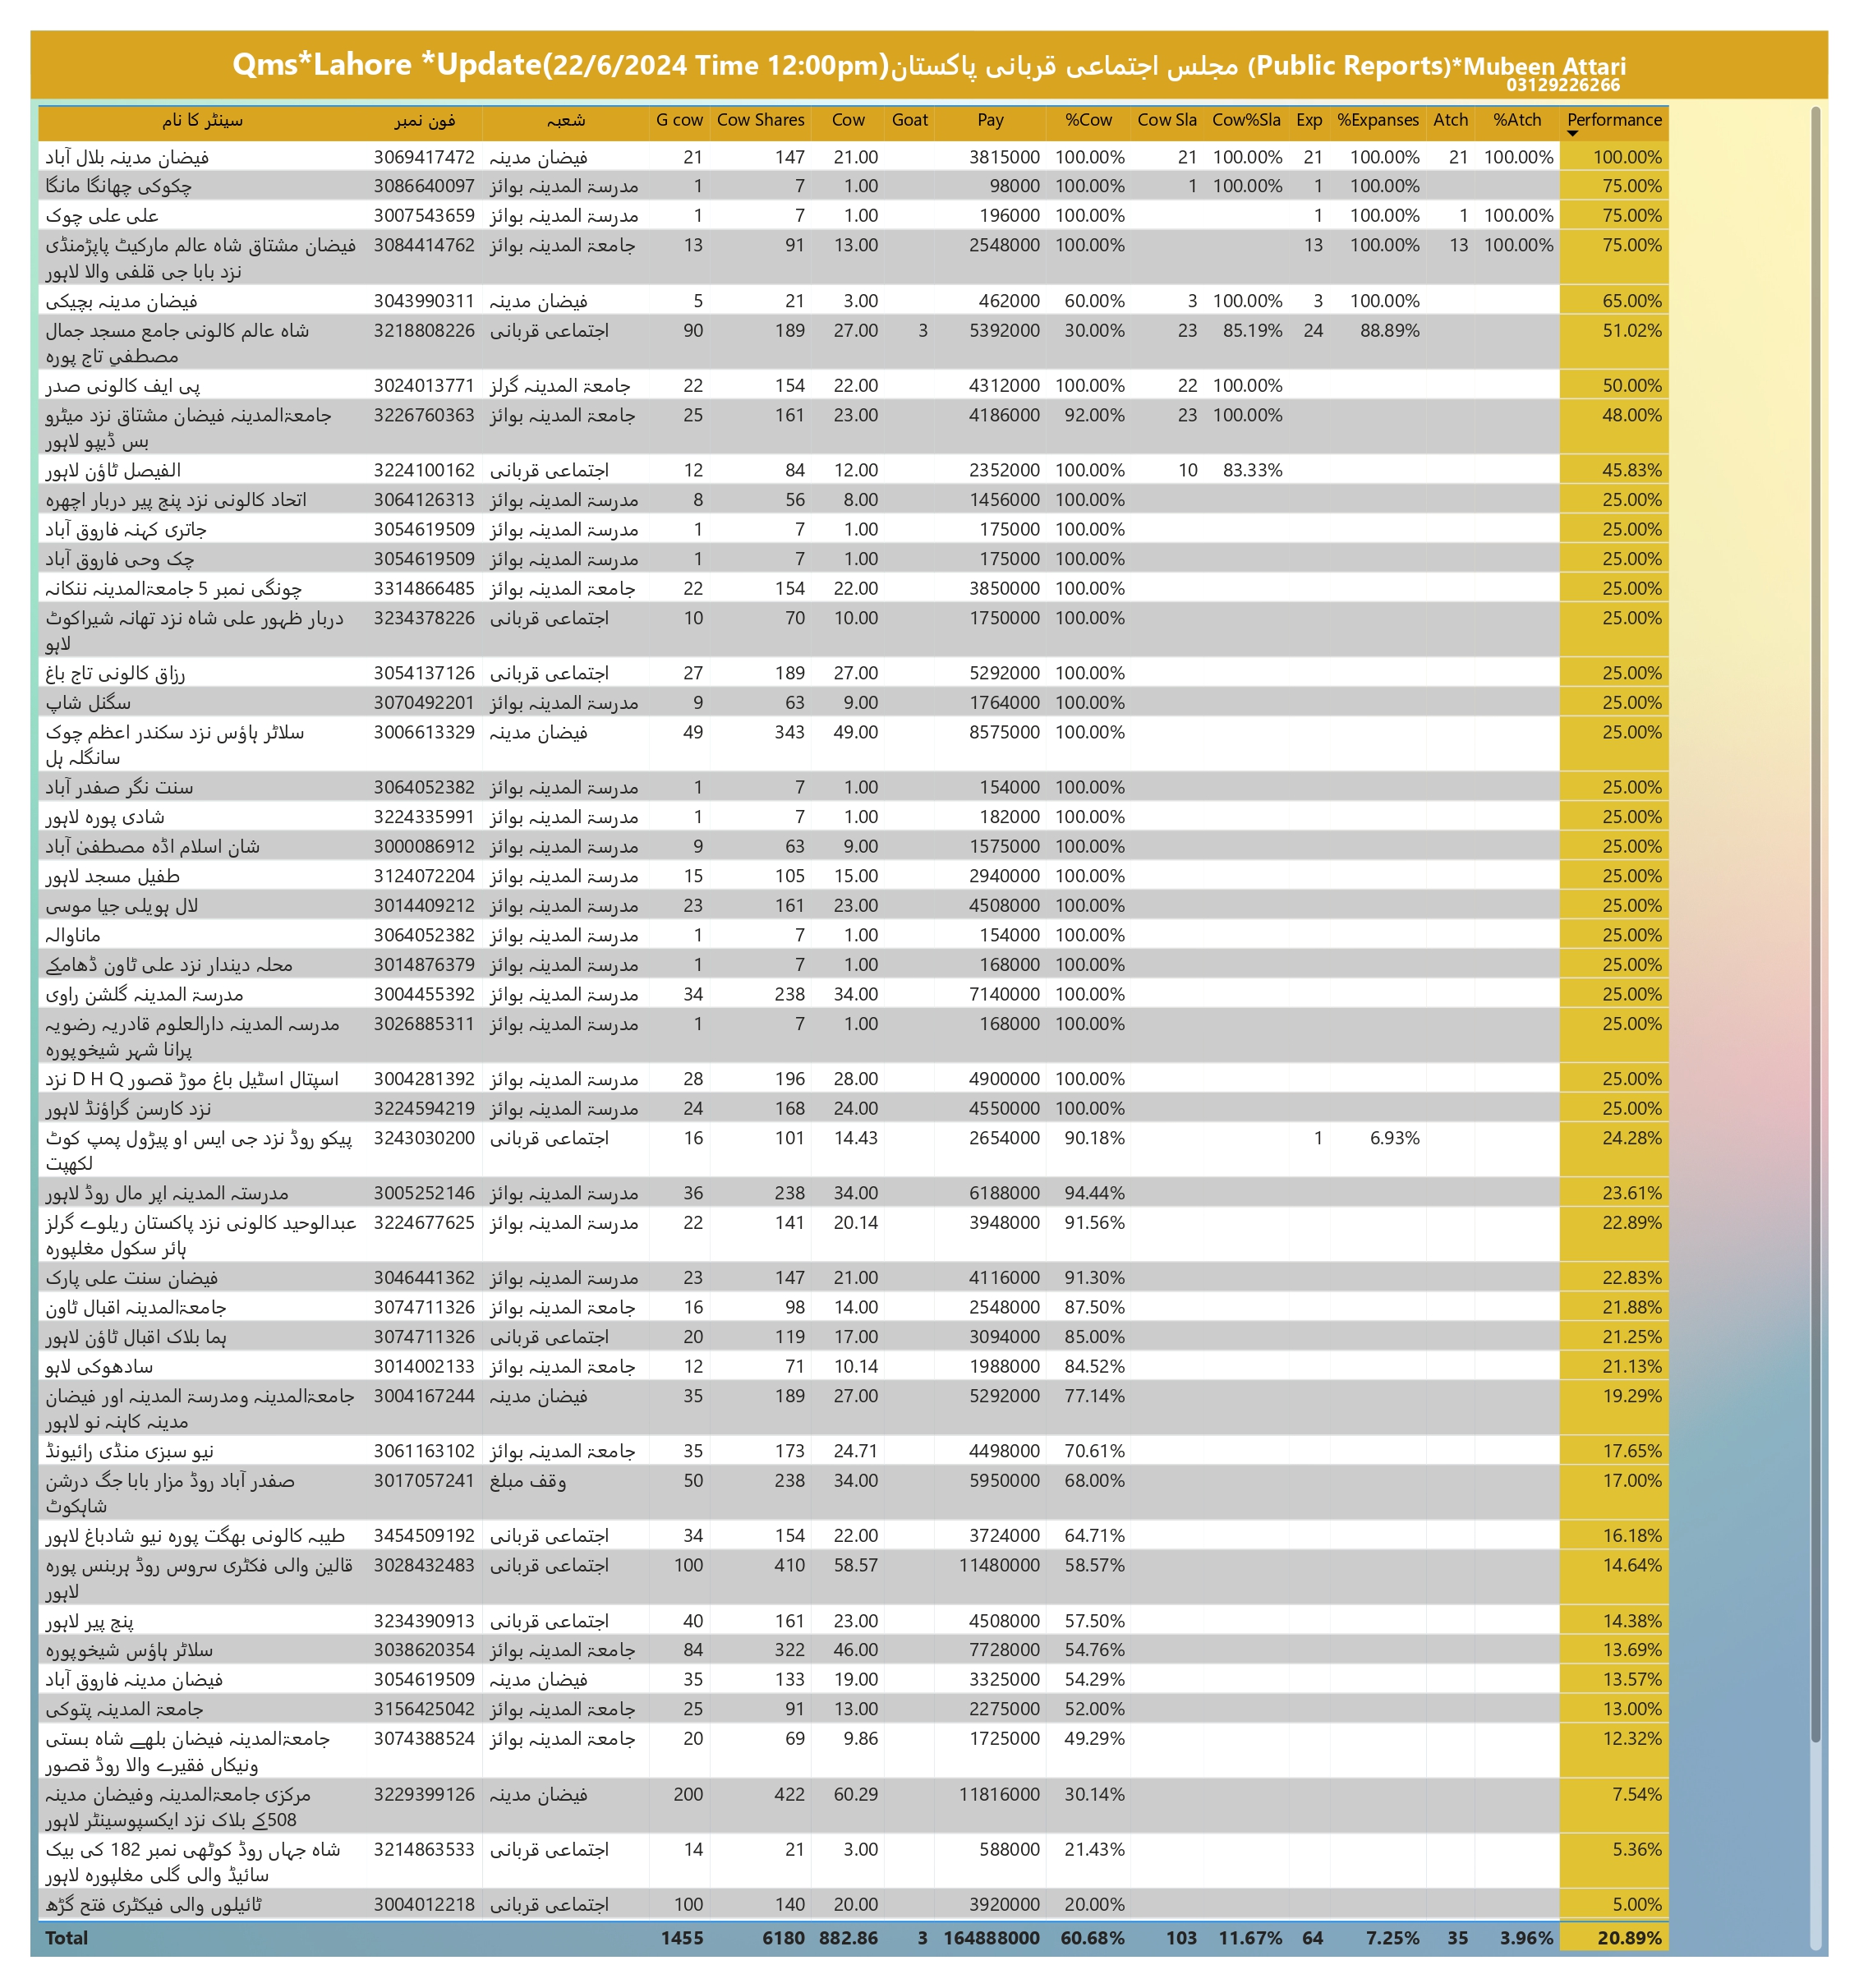 Qms*Lahore *Update(22/6/2024 Time 12:00pm)مجلس اجتماعی قربانی پاکستان (Public Reports)*Mubeen Attari
03129226266
سینٹر کا نام فون نمبر شعبہ G cow Cow Shares Cow Goat Pay %Cow Cow Sla Cow%Sla Exp %Expanses Atch %Atch Performance
فیضان مدینہ بلال آباد 3069417472 فیضان مدینہ 21 147 21.00 3815000 100.00% 21 100.00% 21 100.00% 21 100.00% 100.00%
چکوکی چھانگا مانگا 3086640097 مدرسۃ المدینہ بوائز 1 7 1.00 98000 100.00% 1 100.00% 1 100.00% 75.00%
علی علی چوک 3007543659 مدرسۃ المدینہ بوائز 1 7 1.00 196000 100.00% 1 100.00% 1 100.00% 75.00%
فیضان مشتاق شاہ عالم مارکیٹ پاپڑمنڈی 3084414762 جامعۃ المدینہ بوائز 13 91 13.00 2548000 100.00% 13 100.00% 13 100.00% 75.00%
نزد بابا جی قلفی والا لاہور
فیضان مدینہ بچیکی 3043990311 فیضان مدینہ 5 21 3.00 462000 60.00% 3 100.00% 3 100.00% 65.00%
شاہ عالم کالونی جامع مسجد جمال 3218808226 اجتماعی قربانی 90 189 27.00 3 5392000 30.00% 23 85.19% 24 88.89% 51.02%
مصطفیٰ تاج پورہ
پی ایف کالونی صدر 3024013771 جامعۃ المدینہ گرلز 22 154 22.00 4312000 100.00% 22 100.00% 50.00%
جامعۃالمدینہ فیضان مشتاق نزد میٹرو 3226760363 جامعۃ المدینہ بوائز 25 161 23.00 4186000 92.00% 23 100.00% 48.00%
بس ڈیپو لاہور
الفیصل ٹاؤن لاہور 3224100162 اجتماعی قربانی 12 84 12.00 2352000 100.00% 10 83.33% 45.83%
اتحاد کالونی نزد پنج پیر دربار اچھرہ 3064126313 مدرسۃ المدینہ بوائز 8 56 8.00 1456000 100.00% 25.00%
جاتری کہنہ فاروق آباد 3054619509 مدرسۃ المدینہ بوائز 1 7 1.00 175000 100.00% 25.00%
چک وحی فاروق آباد 3054619509 مدرسۃ المدینہ بوائز 1 7 1.00 175000 100.00% 25.00%
چونگی نمبر 5 جامعۃالمدینہ ننکانہ 3314866485 جامعۃ المدینہ بوائز 22 154 22.00 3850000 100.00% 25.00%
دربار ظہور علی شاہ نزد تھانہ شیراکوٹ 3234378226 اجتماعی قربانی 10 70 10.00 1750000 100.00% 25.00%
لاہو
رزاق کالونی تاج باغ 3054137126 اجتماعی قربانی 27 189 27.00 5292000 100.00% 25.00%
سگنل شاپ 3070492201 مدرسۃ المدینہ بوائز 9 63 9.00 1764000 100.00% 25.00%
سلاٹر ہاؤس نزد سکندر اعظم چوک 3006613329 فیضان مدینہ 49 343 49.00 8575000 100.00% 25.00%
سانگلہ ہل
سنت نگر صفدر آباد 3064052382 مدرسۃ المدینہ بوائز 1 7 1.00 154000 100.00% 25.00%
شادی پورہ لاہور 3224335991 مدرسۃ المدینہ بوائز 1 7 1.00 182000 100.00% 25.00%
شان اسلام اڈہ مصطفیٰ آباد 3000086912 مدرسۃ المدینہ بوائز 9 63 9.00 1575000 100.00% 25.00%
طفیل مسجد لاہور 3124072204 مدرسۃ المدینہ بوائز 15 105 15.00 2940000 100.00% 25.00%
لال ہویلی جیا موسی 3014409212 مدرسۃ المدینہ بوائز 23 161 23.00 4508000 100.00% 25.00%
ماناوالہ 3064052382 مدرسۃ المدینہ بوائز 1 7 1.00 154000 100.00% 25.00%
محلہ دیندار نزد علی ٹاون ڈھامکے 3014876379 مدرسۃ المدینہ بوائز 1 7 1.00 168000 100.00% 25.00%
مدرسۃ المدینہ گلشن راوی 3004455392 مدرسۃ المدینہ بوائز 34 238 34.00 7140000 100.00% 25.00%
مدرسہ المدینہ دارالعلوم قادریہ رضویہ 3026885311 مدرسۃ المدینہ بوائز 1 7 1.00 168000 100.00% 25.00%
پرانا شہر شیخوپورہ
نزد D H Q اسپتال اسٹیل باغ موڑ قصور 3004281392 مدرسۃ المدینہ بوائز 28 196 28.00 4900000 100.00% 25.00%
نزد کارسن گراؤنڈ لاہور 3224594219 مدرسۃ المدینہ بوائز 24 168 24.00 4550000 100.00% 25.00%
پیکو روڈ نزد جی ایس او پیڑول پمپ کوٹ 3243030200 اجتماعی قربانی 16 101 14.43 2654000 90.18% 1 6.93% 24.28%
لکھپت
مدرستہ المدینہ اپر مال روڈ لاہور 3005252146 مدرسۃ المدینہ بوائز 36 238 34.00 6188000 94.44% 23.61%
عبدالوحید کالونی نزد پاکستان ریلوے گرلز 3224677625 مدرسۃ المدینہ بوائز 22 141 20.14 3948000 91.56% 22.89%
ہائر سکول مغلپورہ
فیضان سنت علی پارک 3046441362 مدرسۃ المدینہ بوائز 23 147 21.00 4116000 91.30% 22.83%
جامعۃالمدینہ اقبال ٹاون 3074711326 جامعۃ المدینہ بوائز 16 98 14.00 2548000 87.50% 21.88%
ہما بلاک اقبال ٹاؤن لاہور 3074711326 اجتماعی قربانی 20 119 17.00 3094000 85.00% 21.25%
سادھوکی لاہو 3014002133 جامعۃ المدینہ بوائز 12 71 10.14 1988000 84.52% 21.13%
جامعۃالمدینہ ومدرسۃ المدینہ اور فیضان 3004167244 فیضان مدینہ 35 189 27.00 5292000 77.14% 19.29%
مدینہ کاہنہ نو لاہور
نیو سبزی منڈی رائیونڈ 3061163102 جامعۃ المدینہ بوائز 35 173 24.71 4498000 70.61% 17.65%
صفدر آباد روڈ مزار بابا جگ درشن 3017057241 وقف مبلغ 50 238 34.00 5950000 68.00% 17.00%
شاہکوٹ
طیبہ کالونی بھگت پورہ نیو شادباغ لاہور 3454509192 اجتماعی قربانی 34 154 22.00 3724000 64.71% 16.18%
قالین والی فکٹری سروس روڈ ہربنس پورہ 3028432483 اجتماعی قربانی 100 410 58.57 11480000 58.57% 14.64%
لاہور
پنج پیر لاہور 3234390913 اجتماعی قربانی 40 161 23.00 4508000 57.50% 14.38%
سلاٹر ہاؤس شیخوپورہ 3038620354 جامعۃ المدینہ بوائز 84 322 46.00 7728000 54.76% 13.69%
فیضان مدینہ فاروق آباد 3054619509 فیضان مدینہ 35 133 19.00 3325000 54.29% 13.57%
جامعۃ المدینہ پتوکی 3156425042 جامعۃ المدینہ بوائز 25 91 13.00 2275000 52.00% 13.00%
جامعۃالمدینہ فیضان بلھے شاہ بستی 3074388524 جامعۃ المدینہ بوائز 20 69 9.86 1725000 49.29% 12.32%
ونیکاں فقیرے والا روڈ قصور
مرکزی جامعۃالمدینہ وفیضان مدینہ 3229399126 فیضان مدینہ 200 422 60.29 11816000 30.14% 7.54%
508کے بلاک نزد ایکسپوسینٹر لاہور
شاہ جہاں روڈ کوٹھی نمبر 182 کی بیک 3214863533 اجتماعی قربانی 14 21 3.00 588000 21.43% 5.36%
سائیڈ والی گلی مغلپورہ لاہور
ٹائیلوں والی فیکٹری فتح گڑھ 3004012218 اجتماعی قربانی 100 140 20.00 3920000 20.00% 5.00%
Total 1455 6180 882.86 3 164888000 60.68% 103 11.67% 64 7.25% 35 3.96% 20.89%